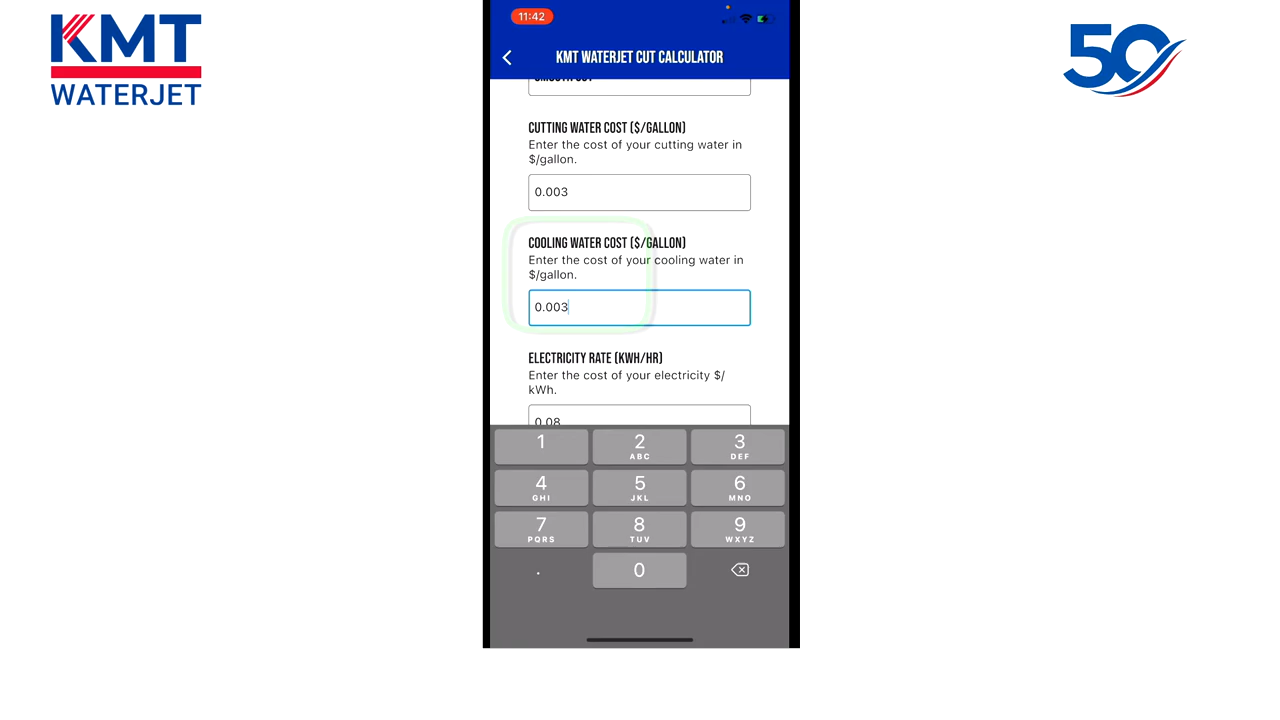 KMT
WATERJET
50
11:42
KMT WATERJET CUT CALCULATOR
CUTTING WATER COST ($/GALLON)
Enter the cost of your cutting water in
$/gallon.
0.003
COOLING WATER COST ($/GALLON)
Enter the cost of your cooling water in
$/gallon.
0.003
ELECTRICITY RATE (KWH/HR)
Enter the cost of your electricity $/
kWh.
0.08
1
2
ABC
3
DEF
4
GHI
5
JKL
6
MNO
7
PQRS
8
TUV
9
WXYZ
.
0